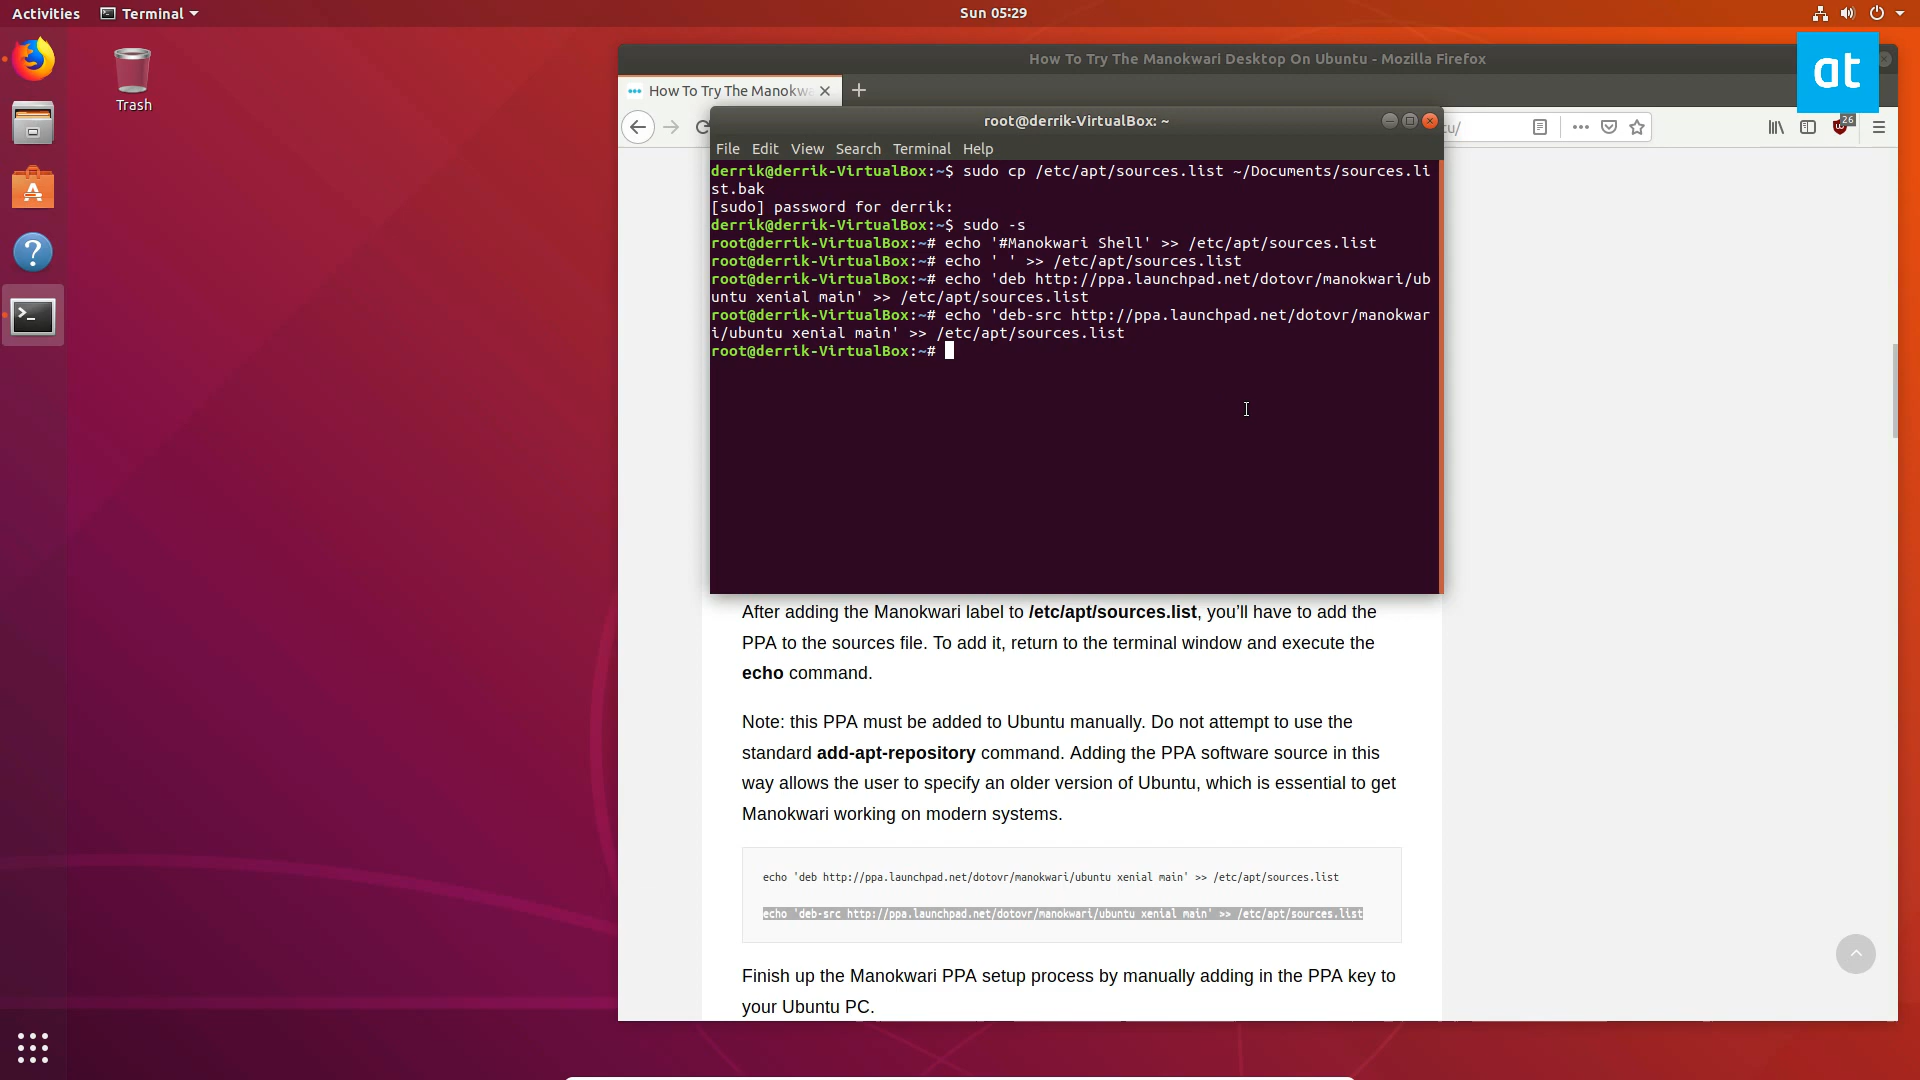 Activities
Terminal
Sun 05:29
Trash
How To Try The Manokwari Desktop On Ubuntu - Mozilla Firefox
at
How To Try The Manokwa
tu/
26
root@derrik-VirtualBox: ~
File Edit View Search Terminal Help
derrik@derrik-VirtualBox:~$ sudo cp /etc/apt/sources.list ~/Documents/sources.li
st.bak
[sudo] password for derrik:
derrik@derrik-VirtualBox:~$ sudo -s
root@derrik-VirtualBox:~# echo '#Manokwari Shell' >> /etc/apt/sources.list
root@derrik-VirtualBox:~# echo ' ' >> /etc/apt/sources.list
root@derrik-VirtualBox:~# echo 'deb http://ppa.launchpad.net/dotovr/manokwari/ub
untu xenial main' >> /etc/apt/sources.list
root@derrik-VirtualBox:~# echo 'deb-src http://ppa.launchpad.net/dotovr/manokwar
i/ubuntu xenial main' >> /etc/apt/sources.list
root@derrik-VirtualBox:~#
After adding the Manokwari label to /etc/apt/sources.list, you’ll have to add the
PPA to the sources file. To add it, return to the terminal window and execute the
echo command.
Note: this PPA must be added to Ubuntu manually. Do not attempt to use the
standard add-apt-repository command. Adding the PPA software source in this
way allows the user to specify an older version of Ubuntu, which is essential to get
Manokwari working on modern systems.
echo 'deb http://ppa.launchpad.net/dotovr/manokwari/ubuntu xenial main' >> /etc/apt/sources.list
echo 'deb-src http://ppa.launchpad.net/dotovr/manokwari/ubuntu xenial main' >> /etc/apt/sources.list
Finish up the Manokwari PPA setup process by manually adding in the PPA key to
your Ubuntu PC.